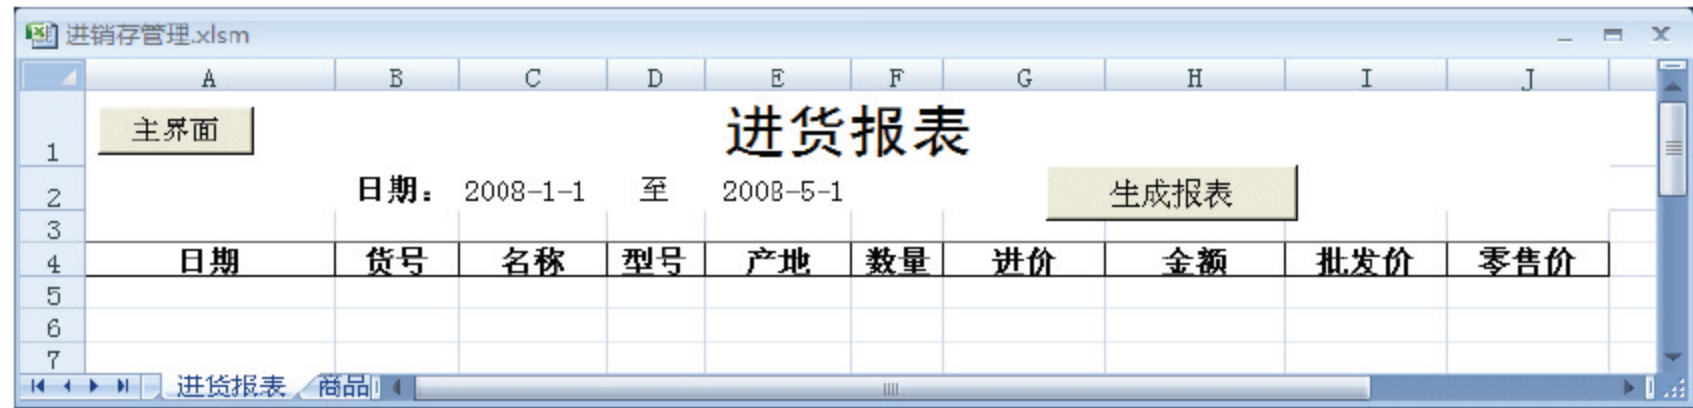 进销存管理.xlsm
A B C D E F G H I J
1 主界面 进货报表
2 日期： 2008-1-1 至 2008-5-1 生成报表
3
4 日期 货号 名称 型号 产地 数量 进价 金额 批发价 零售价
5
6
7
进货报表 商品